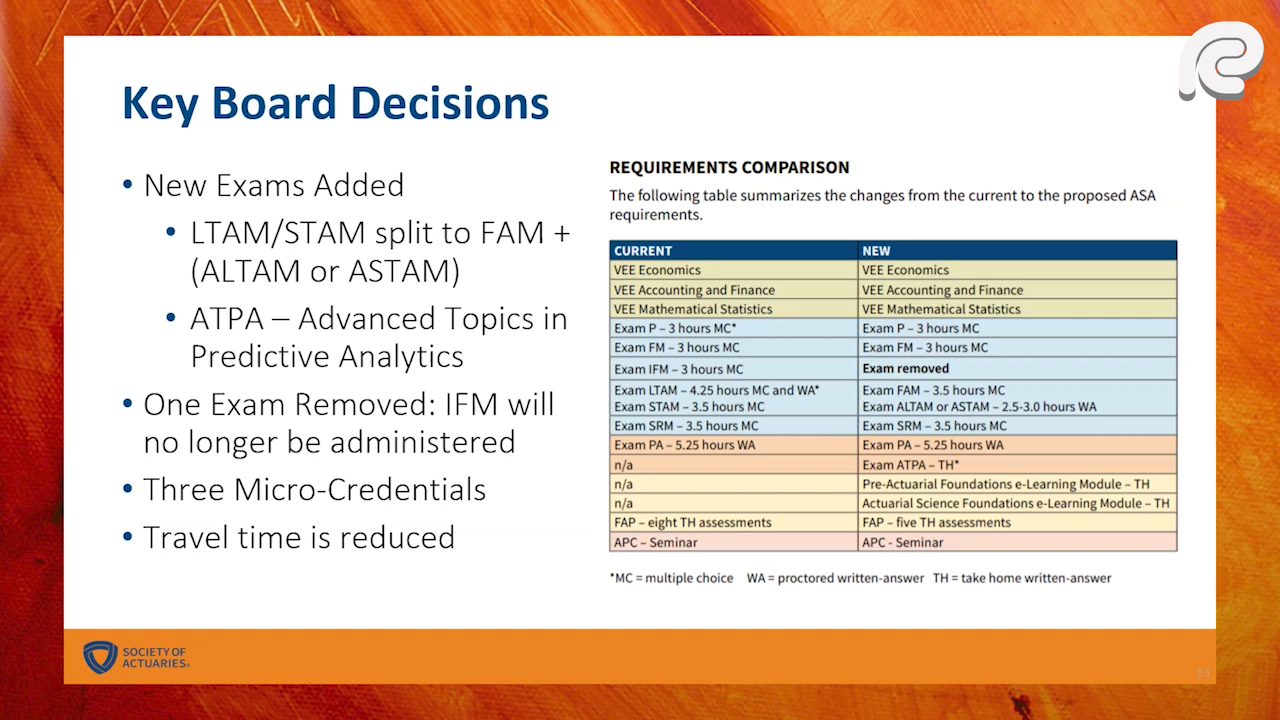 Key Board Decisions
• New Exams Added
• LTAM/STAM split to FAM +
(ALTAM or ASTAM)
• ATPA – Advanced Topics in
Predictive Analytics
• One Exam Removed: IFM will
no longer be administered
• Three Micro-Credentials
• Travel time is reduced
REQUIREMENTS COMPARISON
The following table summarizes the changes from the current to the proposed ASA
requirements.
CURRENT NEW
VEE Economics VEE Economics
VEE Accounting and Finance VEE Accounting and Finance
VEE Mathematical Statistics VEE Mathematical Statistics
Exam P – 3 hours MC* Exam P – 3 hours MC
Exam FM – 3 hours MC Exam FM – 3 hours MC
Exam IFM – 3 hours MC Exam removed
Exam LTAM – 4.25 hours MC and WA* Exam FAM – 3.5 hours MC
Exam STAM – 3.5 hours MC Exam ALTAM or ASTAM – 2.5-3.0 hours WA
Exam SRM – 3.5 hours MC Exam SRM – 3.5 hours MC
Exam PA – 5.25 hours WA Exam PA – 5.25 hours WA
n/a Exam ATPA – TH*
n/a Pre-Actuarial Foundations e-Learning Module – TH
n/a Actuarial Science Foundations e-Learning Module – TH
FAP – eight TH assessments FAP – five TH assessments
APC – Seminar APC - Seminar
*MC = multiple choice WA = proctored written-answer TH = take home written-answer
SOCIETY OF
ACTUARIES®
13